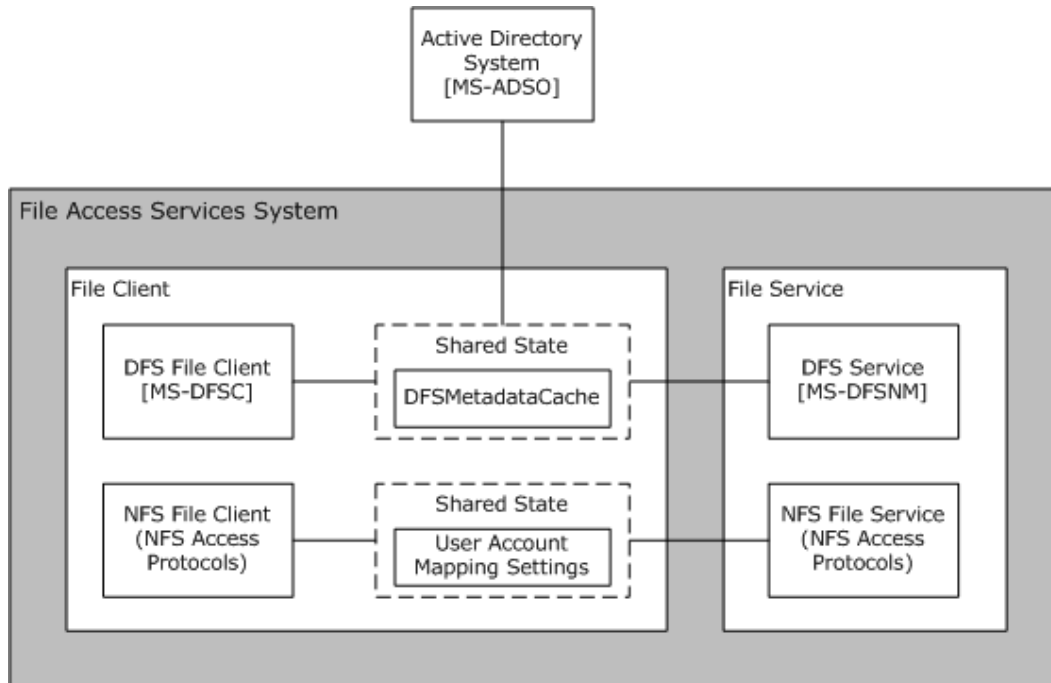 Active Directory
System
[MS-ADSO]
File Access Services System
File Client
File Service
DFS File Client
[MS-DFSC]
Shared State
DFSMetadataCache
DFS Service
[MS-DFSNM]
NFS File Client
(NFS Access
Protocols)
Shared State
User Account
Mapping Settings
NFS File Service
(NFS Access
Protocols)